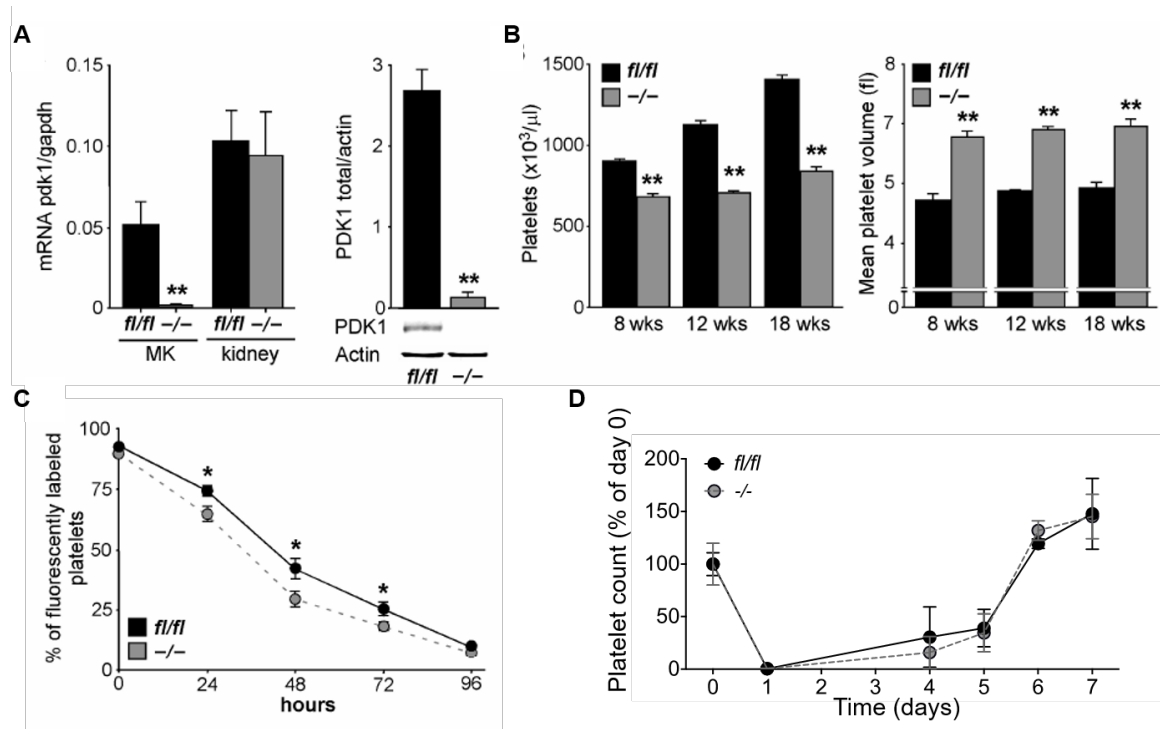 A
mRNA pdk1/gapdh
0.15
0.10
0.05
0
**
fl/fl −/− fl/fl −/−
MK kidney
PDK1 total/actin
3
2
1
0
**
PDK1
Actin
fl/fl −/−
B
Platelets (x10³/µl)
1500
1000
500
0
fl/fl
−/−
** ** **
8 wks 12 wks 18 wks
Mean platelet volume (fl)
8
7
5
4
0
fl/fl
−/−
** ** **
8 wks 12 wks 18 wks
C
% of fluorescently labeled
platelets
100
75
50
25
0
* * *
fl/fl
−/−
0 24 48 72 96
hours
D
Platelet count (% of day 0)
200
150
100
50
0
fl/fl
-/-
0 1 2 3 4 5 6 7
Time (days)